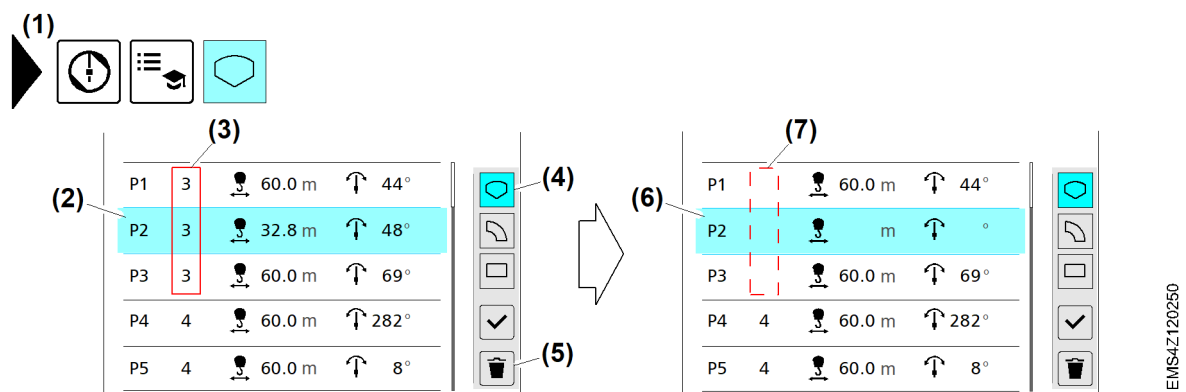 (1)
(3)
(7)
P1 3 60.0 m 44°
(4)
P1 60.0 m 44°
(2)
P2 3 32.8 m 48°
(6)
P2 m °
P3 3 60.0 m 69°
P3 60.0 m 69°
P4 4 60.0 m 282°
P4 4 60.0 m 282°
P5 4 60.0 m 8°
(5)
P5 4 60.0 m 8°
EMS4Z120250